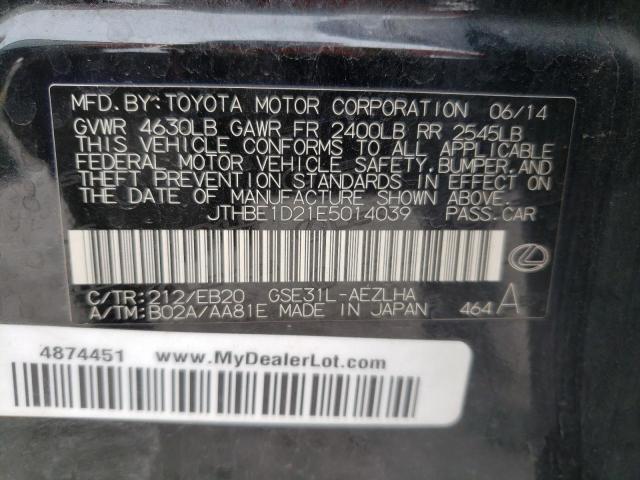 MFD. BY: TOYOTA MOTOR CORPORATION 06/14
GVWR 4630LB GAWR FR 2400LB RR 2545LB
THIS VEHICLE CONFORMS TO ALL APPLICABLE
FEDERAL MOTOR VEHICLE SAFETY, BUMPER, AND
THEFT PREVENTION STANDARDS IN EFFECT ON
THE DATE OF MANUFACTURE SHOWN ABOVE.
JTHBE1D21E5014039 PASS. CAR
C/TR: 212/EB20 GSE31L-AEZLHA
A/TM: B02A/AA81E MADE IN JAPAN 464 A
4874451 www.MyDealerLot.com